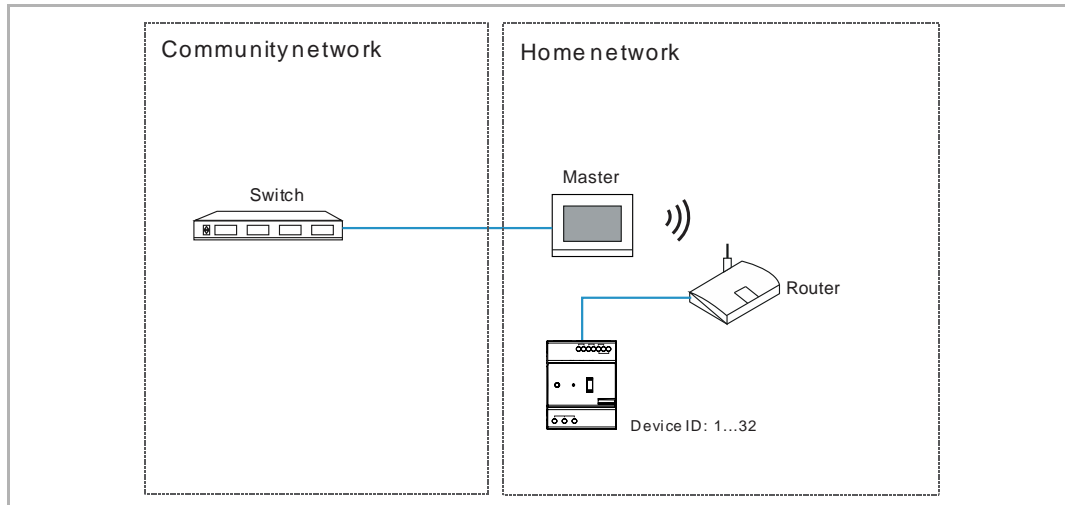 Community network
Home network
Master
Switch
Router
Device ID: 1...32